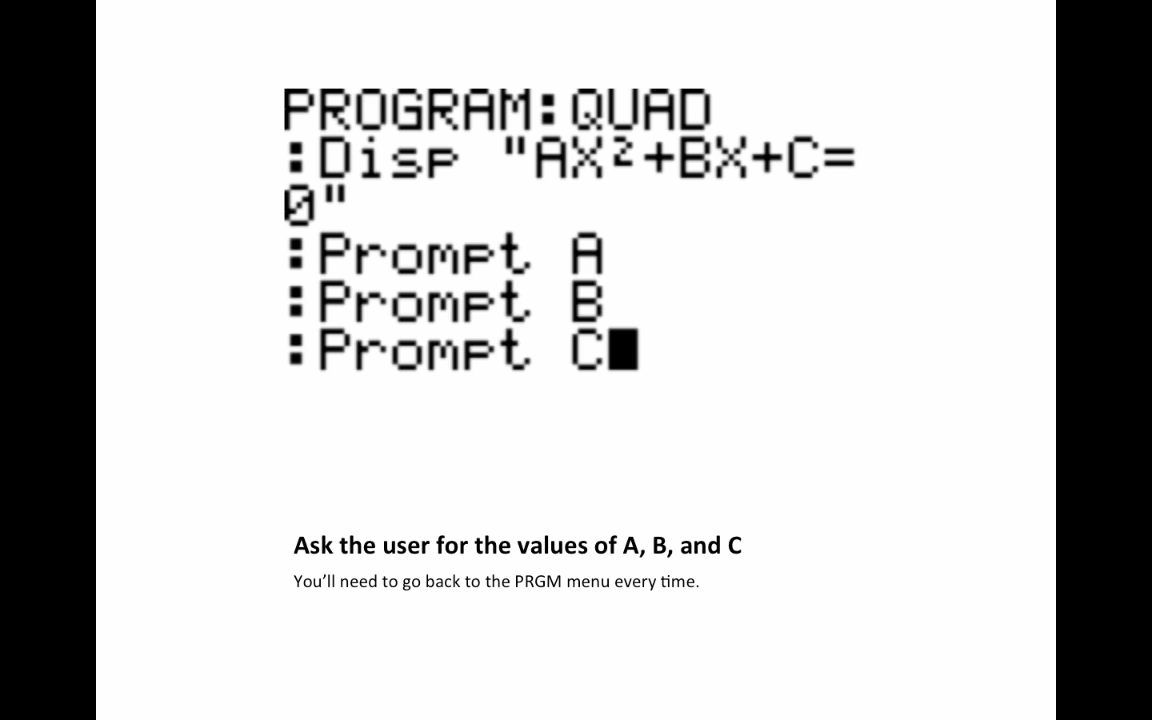 PROGRAM:QUAD
:Disp "AX²+BX+C=
0"
:Prompt A
:Prompt B
:Prompt C
Ask the user for the values of A, B, and C
You’ll need to go back to the PRGM menu every time.